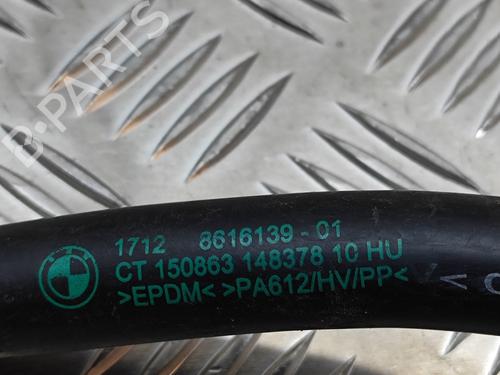 B-PARTS
1712 8616139-01
CT 150863 148378 10 HU
>EPDM< >PA612/HV/PP<